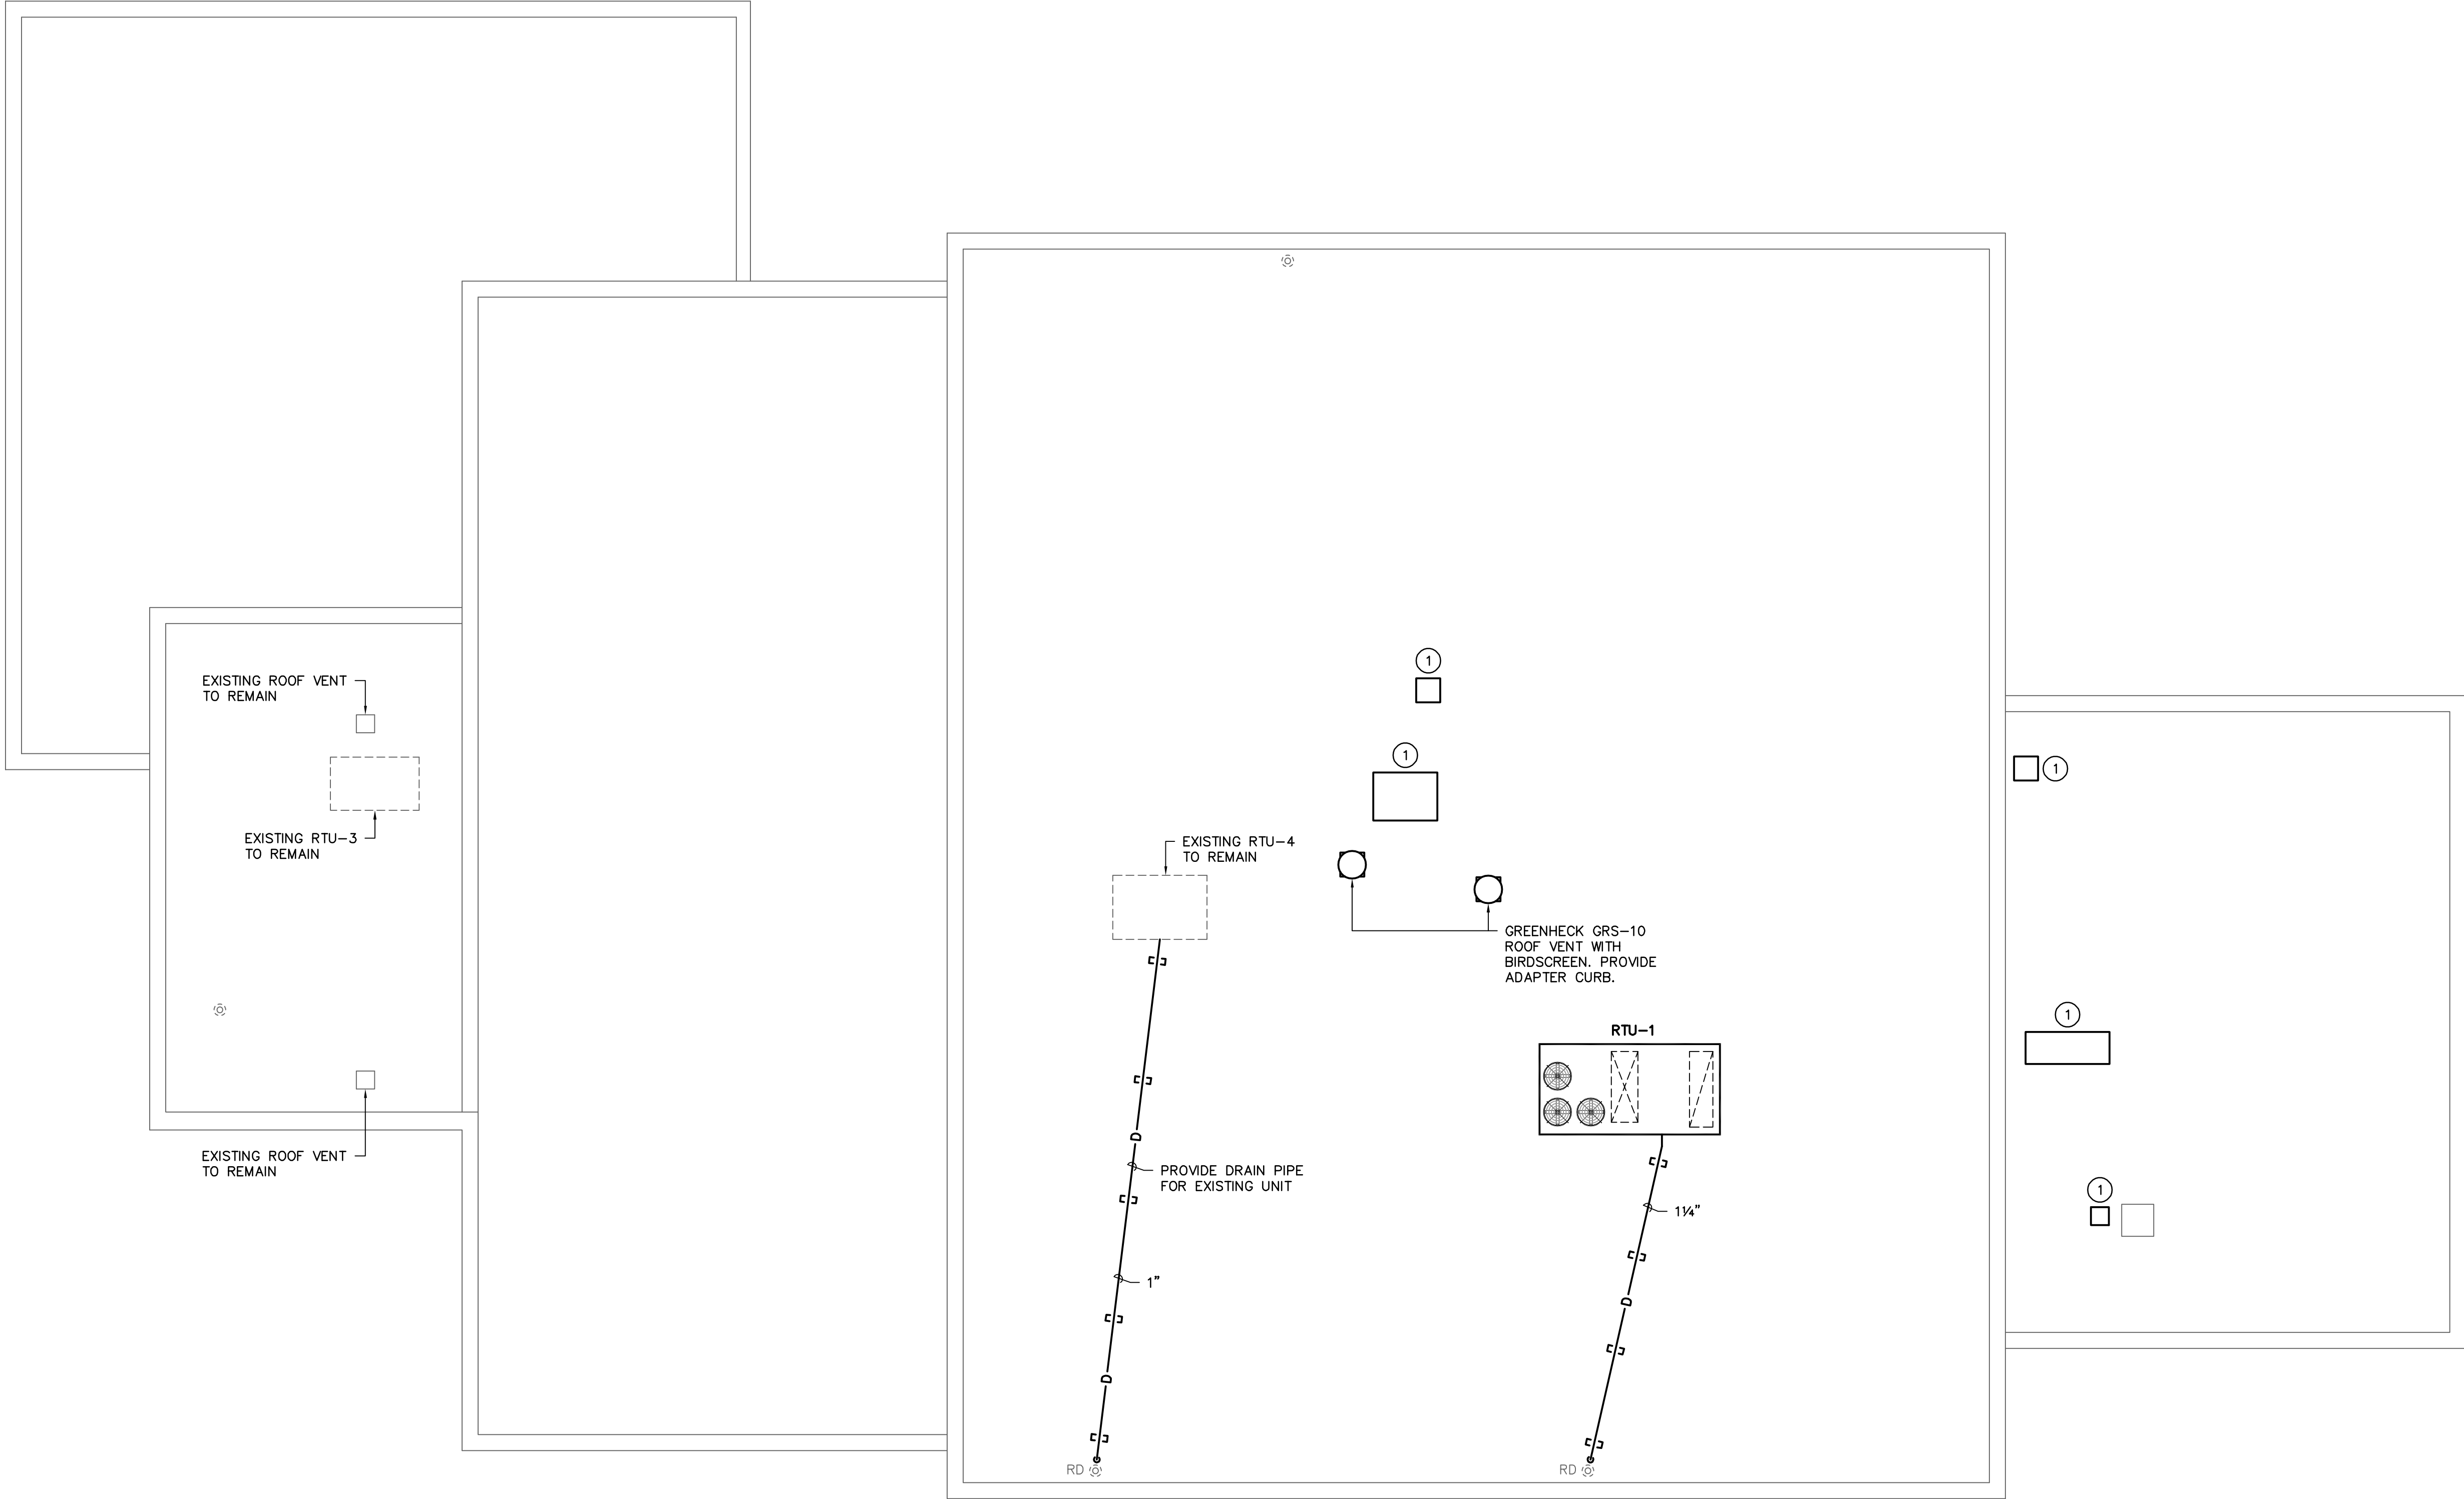 EXISTING ROOF VENT
TO REMAIN
EXISTING RTU-3
TO REMAIN
EXISTING ROOF VENT
TO REMAIN
1
1
EXISTING RTU-4
TO REMAIN
GREENHECK GRS-10
ROOF VENT WITH
BIRDSCREEN. PROVIDE
ADAPTER CURB.
RTU-1
D
PROVIDE DRAIN PIPE
FOR EXISTING UNIT
1"
D
RD
1¼"
D
RD
1
1
1